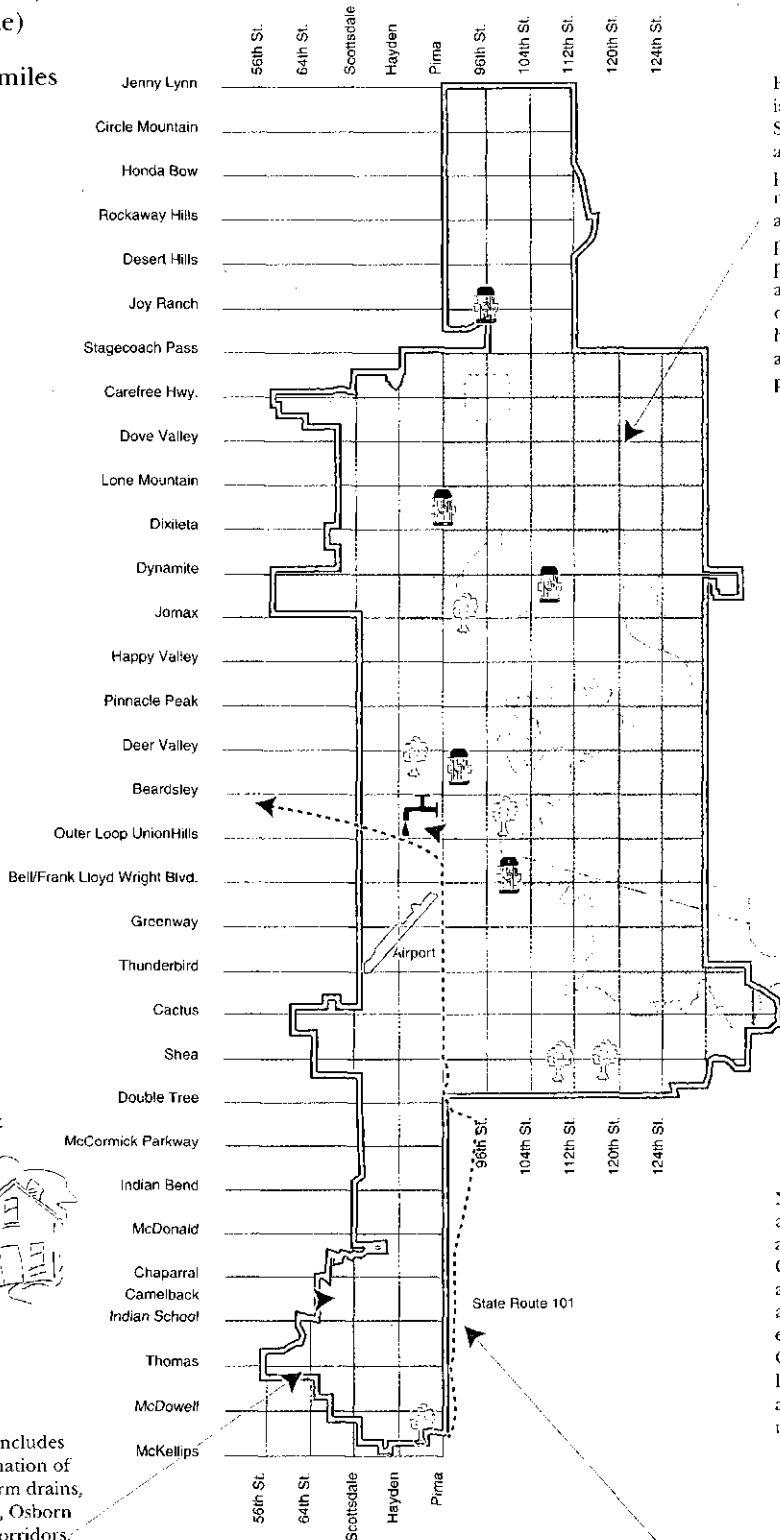 miles
56th St.
64th St.
Scottsdale
Hayden
Pima
96th St.
104th St.
112th St.
120th St.
124th St.
Jenny Lynn
Circle Mountain
Honda Bow
Rockaway Hills
Desert Hills
Joy Ranch
Stagecoach Pass
Carefree Hwy.
Dove Valley
Lone Mountain
Dixileta
Dynamite
Jomax
Happy Valley
Pinnacle Peak
Deer Valley
Beardsley
Outer Loop UnionHills
Bell/Frank Lloyd Wright Blvd.
Greenway
Airport
Thunderbird
Cactus
Shea
Double Tree
96th St.
104th St.
112th St.
120th St.
124th St.
McCormick Parkway
Indian Bend
McDonald
Chaparral
Camelback
Indian School
State Route 101
Thomas
McDowell
McKellips
56th St.
64th St.
Scottsdale
Hayden
Pima
ncludes
nation of
rm drains,
, Osborn
orridors.